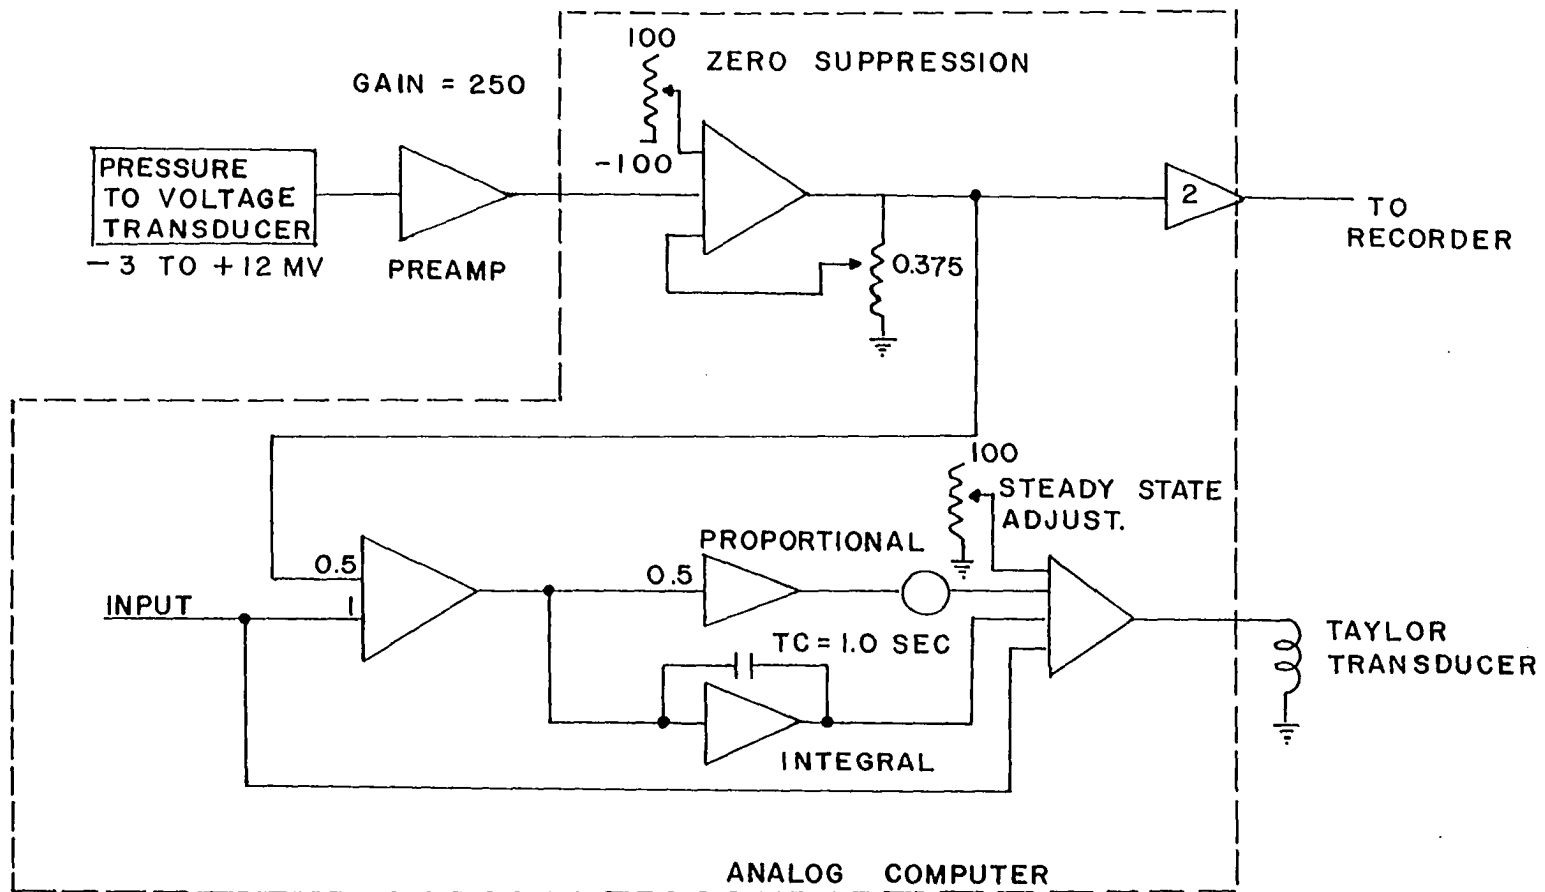 100
ZERO SUPPRESSION
GAIN = 250
-100
PRESSURE
TO VOLTAGE
TRANSDUCER
-3 TO +12 MV
PREAMP
0.375
2
TO
RECORDER
100
STEADY STATE
ADJUST.
PROPORTIONAL
0.5
0.5
INPUT
1
TC = 1.0 SEC
TAYLOR
TRANSDUCER
INTEGRAL
ANALOG COMPUTER